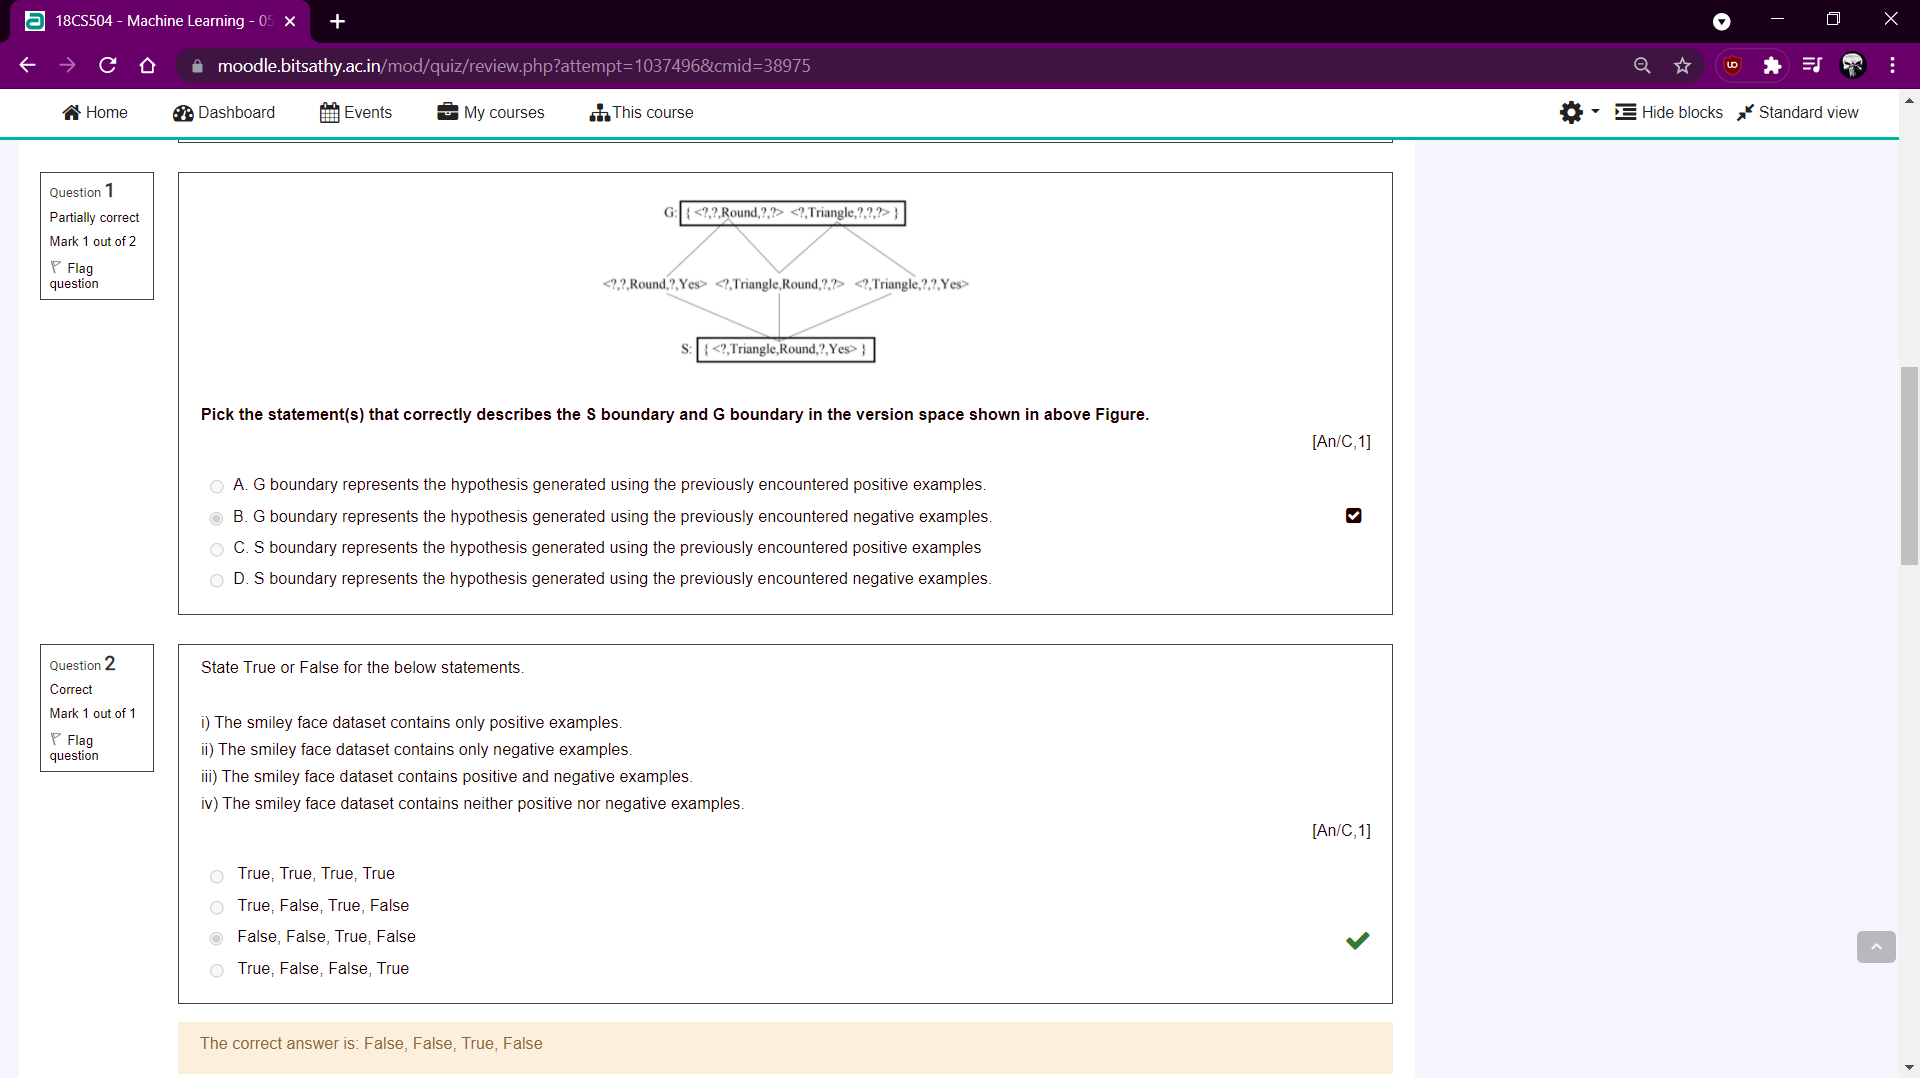 18CS504 - Machine Learning - 05
moodle.bitsathy.ac.in/mod/quiz/review.php?attempt=1037496&cmid=38975
Home Dashboard Events My courses This course Hide blocks Standard view
Question 1
Partially correct
Mark 1 out of 2
Flag
question
G: { <?,?,Round,?,?> <?,Triangle,?,?,?> }
<?,?,Round,?,Yes> <?,Triangle,Round,?,?> <?,Triangle,?,?,Yes>
S: { <?,Triangle,Round,?,Yes> }
Pick the statement(s) that correctly describes the S boundary and G boundary in the version space shown in above Figure.
[An/C,1]
A. G boundary represents the hypothesis generated using the previously encountered positive examples.
B. G boundary represents the hypothesis generated using the previously encountered negative examples.
C. S boundary represents the hypothesis generated using the previously encountered positive examples
D. S boundary represents the hypothesis generated using the previously encountered negative examples.
Question 2
Correct
Mark 1 out of 1
Flag
question
State True or False for the below statements.
i) The smiley face dataset contains only positive examples.
ii) The smiley face dataset contains only negative examples.
iii) The smiley face dataset contains positive and negative examples.
iv) The smiley face dataset contains neither positive nor negative examples.
[An/C,1]
True, True, True, True
True, False, True, False
False, False, True, False
True, False, False, True
The correct answer is: False, False, True, False